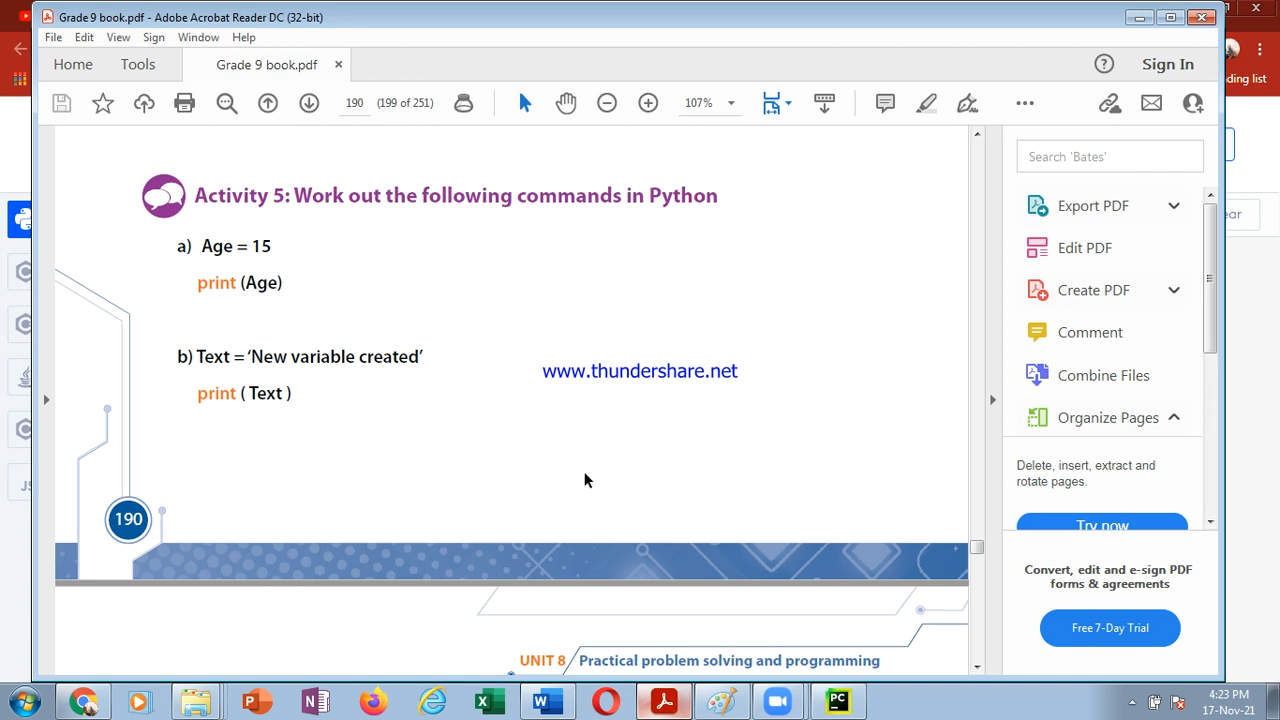 Grade 9 book.pdf - Adobe Acrobat Reader DC (32-bit)
File Edit View Sign Window Help
Home Tools Grade 9 book.pdf × Sign In
190 (199 of 251) 107%
Activity 5: Work out the following commands in Python
a) Age = 15
print (Age)
b) Text = ‘New variable created’
print ( Text )
www.thundershare.net
190
UNIT 8 Practical problem solving and programming
Search 'Bates'
Export PDF
Edit PDF
Create PDF
Comment
Combine Files
Organize Pages
Delete, insert, extract and
rotate pages.
Try now
Convert, edit and e-sign PDF
forms & agreements
Free 7-Day Trial
ding list
ear
JS
4:23 PM
17-Nov-21